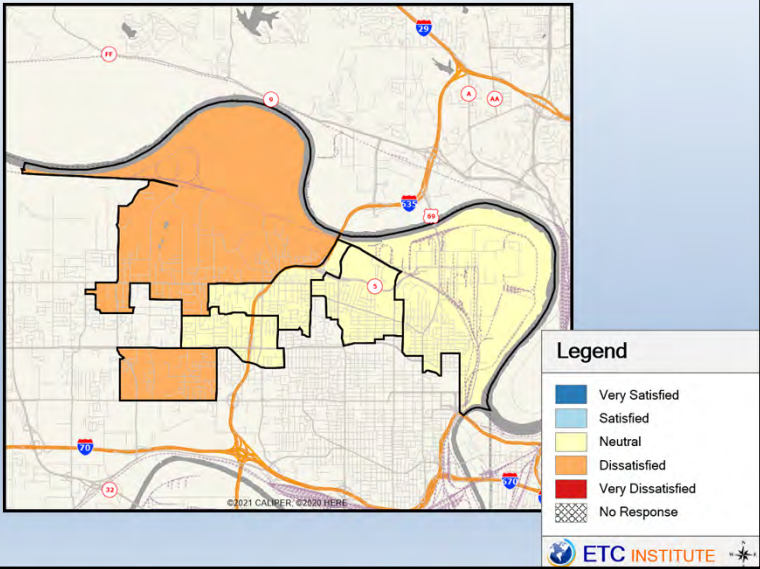 29
FF
9
A
AA
635
69
5
Legend
Very Satisfied
Satisfied
Neutral
Dissatisfied
Very Dissatisfied
No Response
70
32
670
©2021 CALIPER; ©2020 HERE
ETC INSTITUTE
N
W